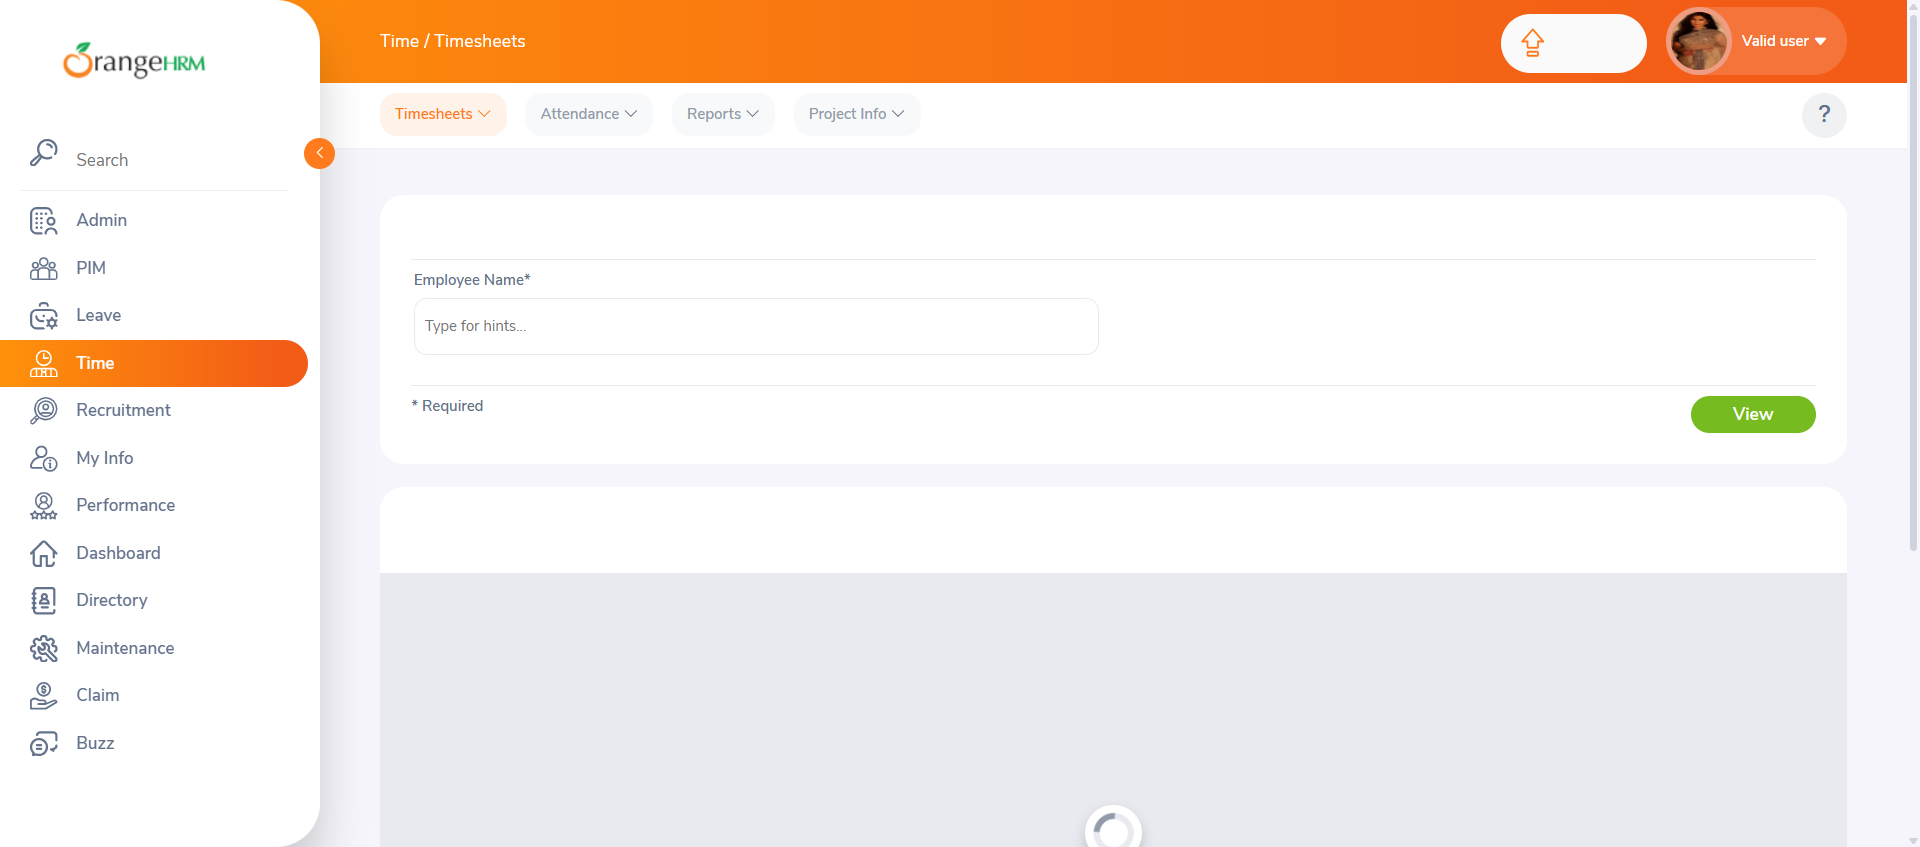 OrangeHRM
Time / Timesheets
Valid user
Timesheets
Attendance
Reports
Project Info
?
Search
Admin
PIM
Leave
Time
Recruitment
My Info
Performance
Dashboard
Directory
Maintenance
Claim
Buzz
Employee Name*
Type for hints...
* Required
View